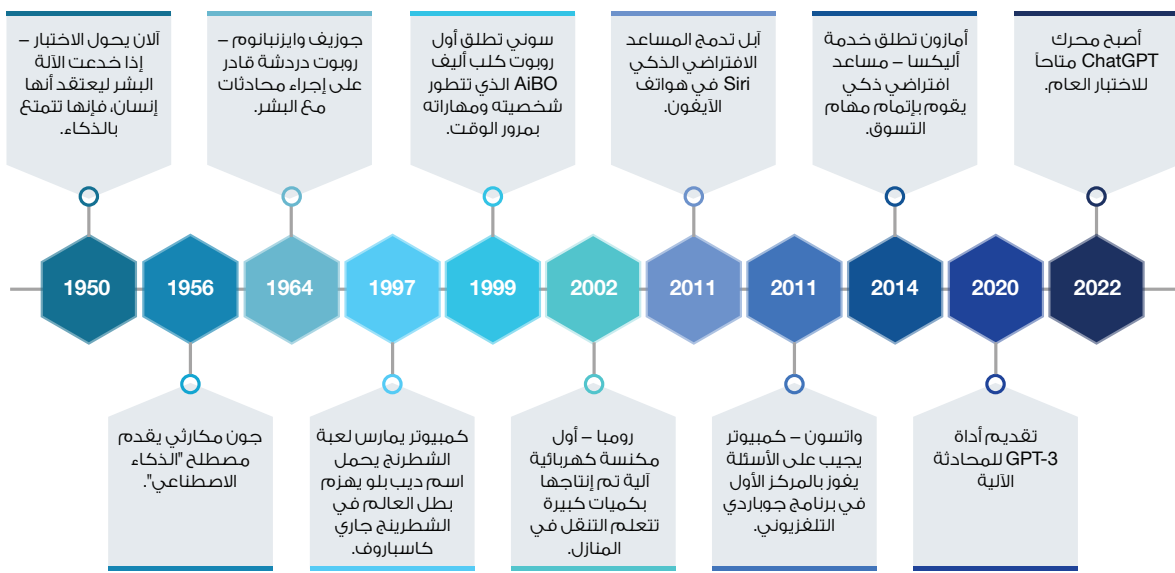 آلان يحول الاختبار –
إذا خدعت الآلة
البشر ليعتقد أنها
إنسان، فإنها تتمتع
بالذكاء.
جوزيف وايزنبانوم –
روبوت دردشة قادر
على إجراء محادثات
مع البشر.
سوني تطلق أول
روبوت كلب أليف
AiBO الذي تتطور
شخصيته ومهاراته
بمرور الوقت.
آبل تدمج المساعد
الافتراضي الذكي
Siri في هواتف
الآيفون.
أمازون تطلق خدمة
أليكسا – مساعد
افتراضي ذكي
يقوم بإتمام مهام
التسوق.
أصبح محرك
ChatGPT متاحاً
للاختبار العام.
1950
1956
1964
1997
1999
2002
2011
2011
2014
2020
2022
جون مكارثي يقدم
مصطلح "الذكاء
الاصطناعي".
كمبيوتر يمارس لعبة
الشطرنج يحمل
اسم ديب بلو يهزم
بطل العالم في
الشطرينج جاري
كاسباروف.
رومبا – أول
مكنسة كهربائية
آلية تم إنتاجها
بكميات كبيرة
تتعلم التنقل في
المنازل.
واتسون – كمبيوتر
يجيب على الأسئلة
يفوز بالمركز الأول
في برنامج جوباردي
التلفزيوني.
تقديم أداة
GPT-3 للمحادثة
الآلية